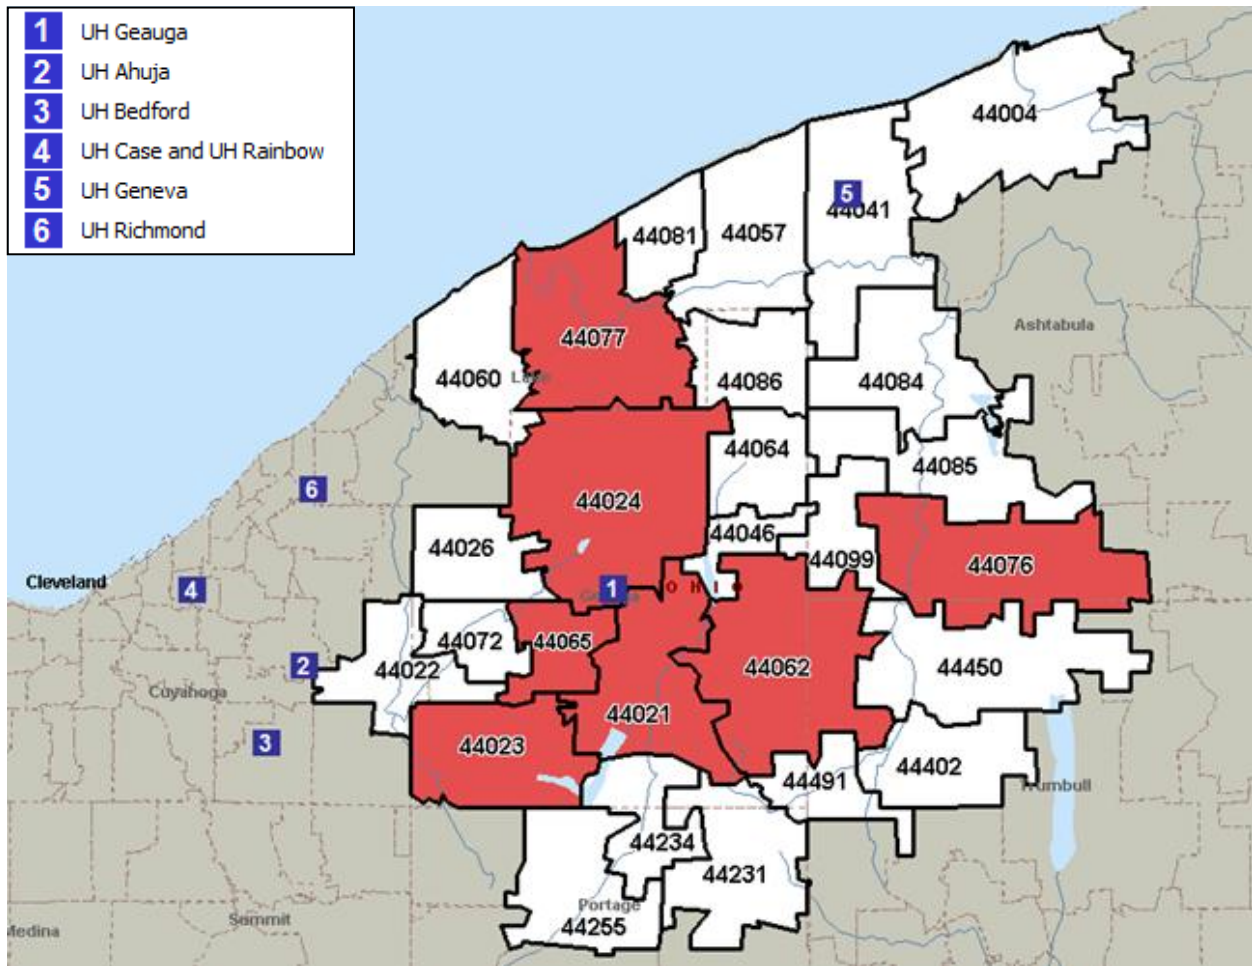 1 UH Geauga
2 UH Ahuja
3 UH Bedford
4 UH Case and UH Rainbow
5 UH Geneva
6 UH Richmond
44004
5
44041
44081 44057
Ashtabula
44077
Lake
44060 44086 44084
44064
44085
6
44024
44046
44026 44099 44076
Cleveland
4 1 OHIO
Geauga
44072 44065
2 44022 44062 44450
Cuyahoga
44021
3 44023
44491 44402
Trumbull
44234
44231
Portage
Summit
44255
Medina